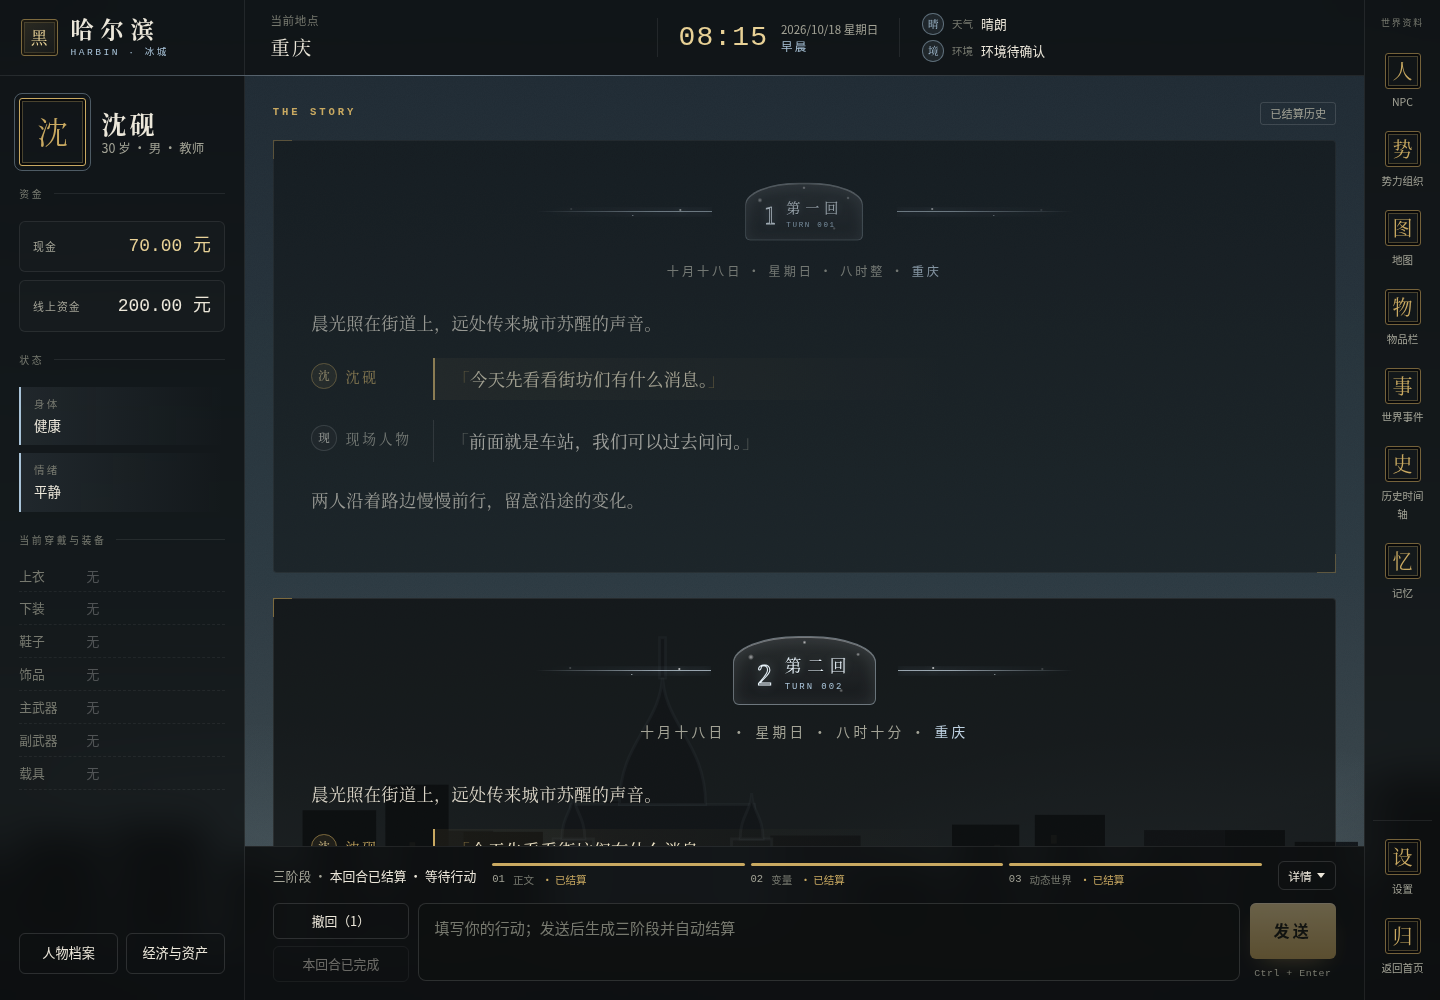 黑
哈尔滨
HARBIN · 冰城
当前地点
重庆
08:15
2026/10/18 星期日
早晨
晴 天气 晴朗
境 环境 环境待确认
沈
沈砚
30 岁 • 男 • 教师
资金
现金 70.00 元
线上资金 200.00 元
状态
身体
健康
情绪
平静
当前穿戴与装备
上衣 无
下装 无
鞋子 无
饰品 无
主武器 无
副武器 无
载具 无
人物档案
经济与资产
THE STORY
已结算历史
1 第一回
TURN 001
十月十八日 • 星期日 • 八时整 • 重庆
晨光照在街道上，远处传来城市苏醒的声音。
沈 沈砚 「今天先看看街坊们有什么消息。」
现 现场人物 「前面就是车站，我们可以过去问问。」
两人沿着路边慢慢前行，留意沿途的变化。
2 第二回
TURN 002
十月十八日 • 星期日 • 八时十分 • 重庆
晨光照在街道上，远处传来城市苏醒的声音。
沈 沈砚 「今天先看看街坊们有什么消息。
三阶段 • 本回合已结算 • 等待行动
01 正文 • 已结算
02 变量 • 已结算
03 动态世界 • 已结算
详情
撤回（1）
本回合已完成
填写你的行动；发送后生成三阶段并自动结算
发送
Ctrl + Enter
世界资料
人
NPC
势
势力组织
图
地图
物
物品栏
事
世界事件
史
历史时间
轴
忆
记忆
设
设置
归
返回首页